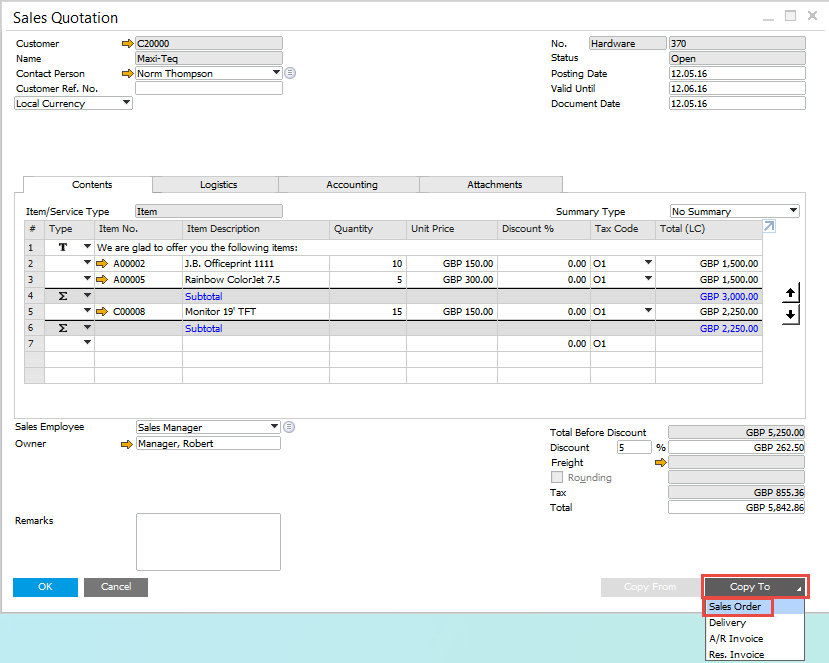 Sales Quotation
Customer C20000 No. Hardware 370
Name Maxi-Teq Status Open
Contact Person Norm Thompson Posting Date 12.05.16
Customer Ref. No. Valid Until 12.06.16
Local Currency Document Date 12.05.16
Contents Logistics Accounting Attachments
Item/Service Type Item Summary Type No Summary
# Type Item No. Item Description Quantity Unit Price Discount % Tax Code Total (LC)
1 T We are glad to offer you the following items:
2 A00002 J.B. Officeprint 1111 10 GBP 150.00 0.00 O1 GBP 1,500.00
3 A00005 Rainbow ColorJet 7.5 5 GBP 300.00 0.00 O1 GBP 1,500.00
4 Σ Subtotal GBP 3,000.00
5 C00008 Monitor 19' TFT 15 GBP 150.00 0.00 O1 GBP 2,250.00
6 Σ Subtotal GBP 2,250.00
7 0.00 O1
Sales Employee Sales Manager Total Before Discount GBP 5,250.00
Owner Manager, Robert Discount 5 % GBP 262.50
Freight
Rounding
Tax GBP 855.36
Total GBP 5,842.86
Remarks
OK Cancel Copy From Copy To
Sales Order
Delivery
A/R Invoice
Res. Invoice